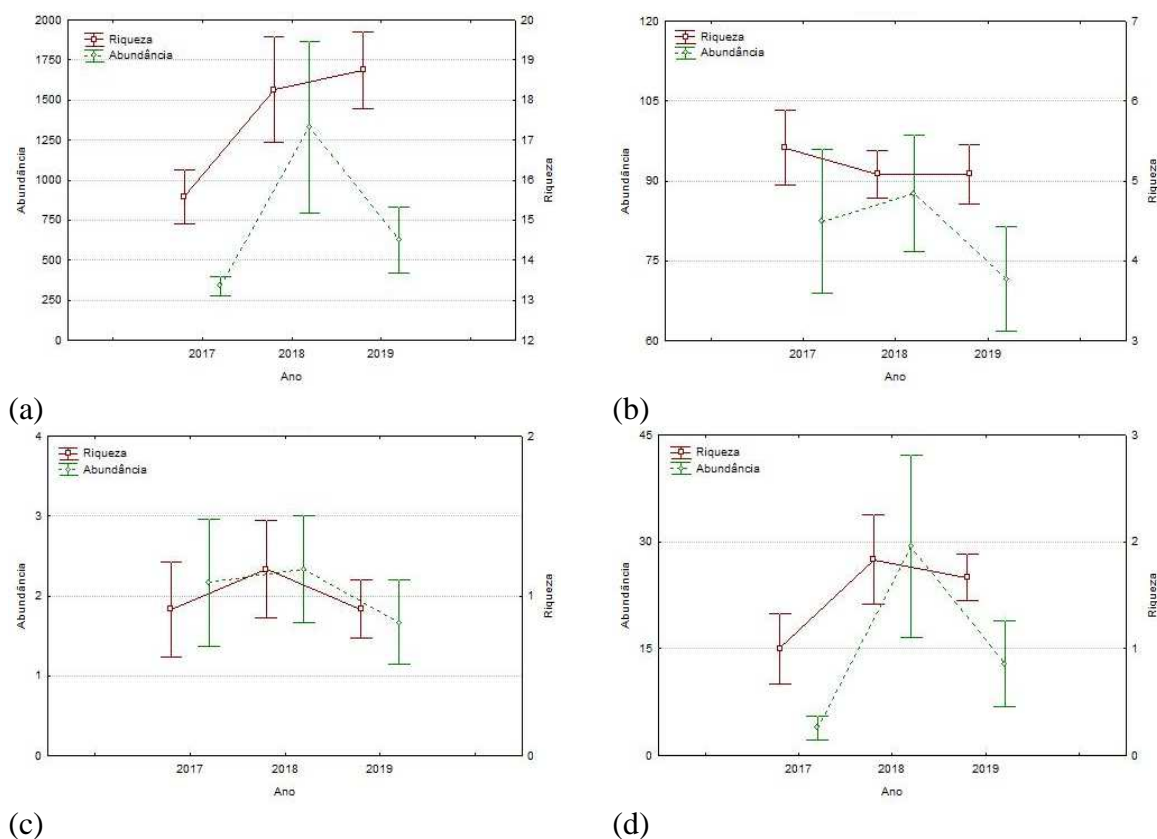 2000
1750
1500
1250
1000
750
500
250
0
Abundância
Riqueza
Abundância
20
19
18
17
16
15
14
13
12
Riqueza
2017 2018 2019
Ano
(a)
120
105
90
75
60
Abundância
Riqueza
Abundância
7
6
5
4
3
Riqueza
2017 2018 2019
Ano
(b)
4
3
2
1
0
Abundância
Riqueza
Abundância
2
1
0
Riqueza
2017 2018 2019
Ano
(c)
45
30
15
0
Abundância
Riqueza
Abundância
3
2
1
0
Riqueza
2017 2018 2019
Ano
(d)